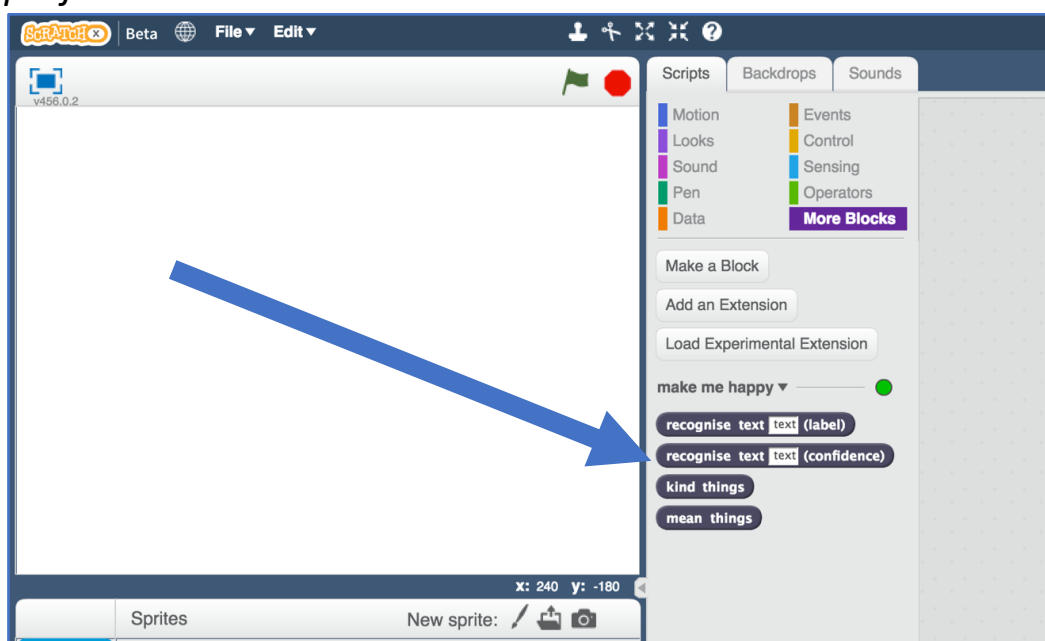 SCRATCH X Beta File▾ Edit▾
v456.0.2
Scripts Backdrops Sounds
Motion Events
Looks Control
Sound Sensing
Pen Operators
Data More Blocks
Make a Block
Add an Extension
Load Experimental Extension
make me happy ▾
recognise text text (label)
recognise text text (confidence)
kind things
mean things
x: 240 y: -180
Sprites New sprite: